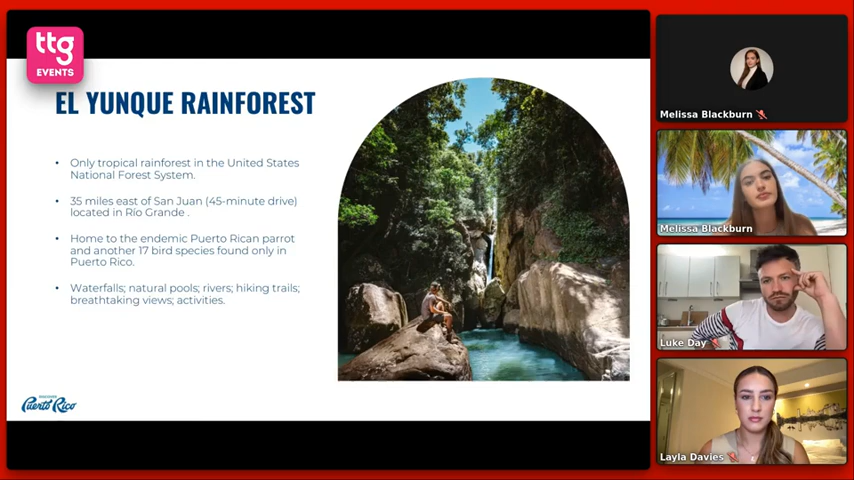 ttg
EVENTS
EL YUNQUE RAINFOREST
• Only tropical rainforest in the United States
National Forest System.
• 35 miles east of San Juan (45-minute drive)
located in Río Grande .
• Home to the endemic Puerto Rican parrot
and another 17 bird species found only in
Puerto Rico.
• Waterfalls; natural pools; rivers; hiking trails;
breathtaking views; activities.
DISCOVER
Puerto Rico
Melissa Blackburn
Melissa Blackburn
Luke Day
Layla Davies